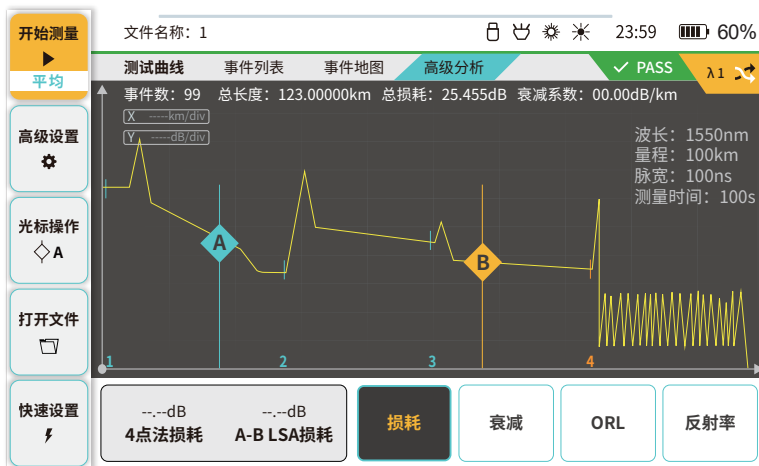 开始测量
平均
高级设置
光标操作
A
打开文件
快速设置
文件名称：1
23:59
60%
测试曲线 事件列表 事件地图 高级分析
PASS
λ1
事件数：99 总长度：123.00000km 总损耗：25.455dB 衰减系数：00.00dB/km
X -----km/div
Y ----dB/div
波长：1550nm
量程：100km
脉宽：100ns
测量时间：100s
A
B
1 2 3 4
--.--dB --.--dB
4点法损耗 A-B LSA损耗
损耗
衰减
ORL
反射率